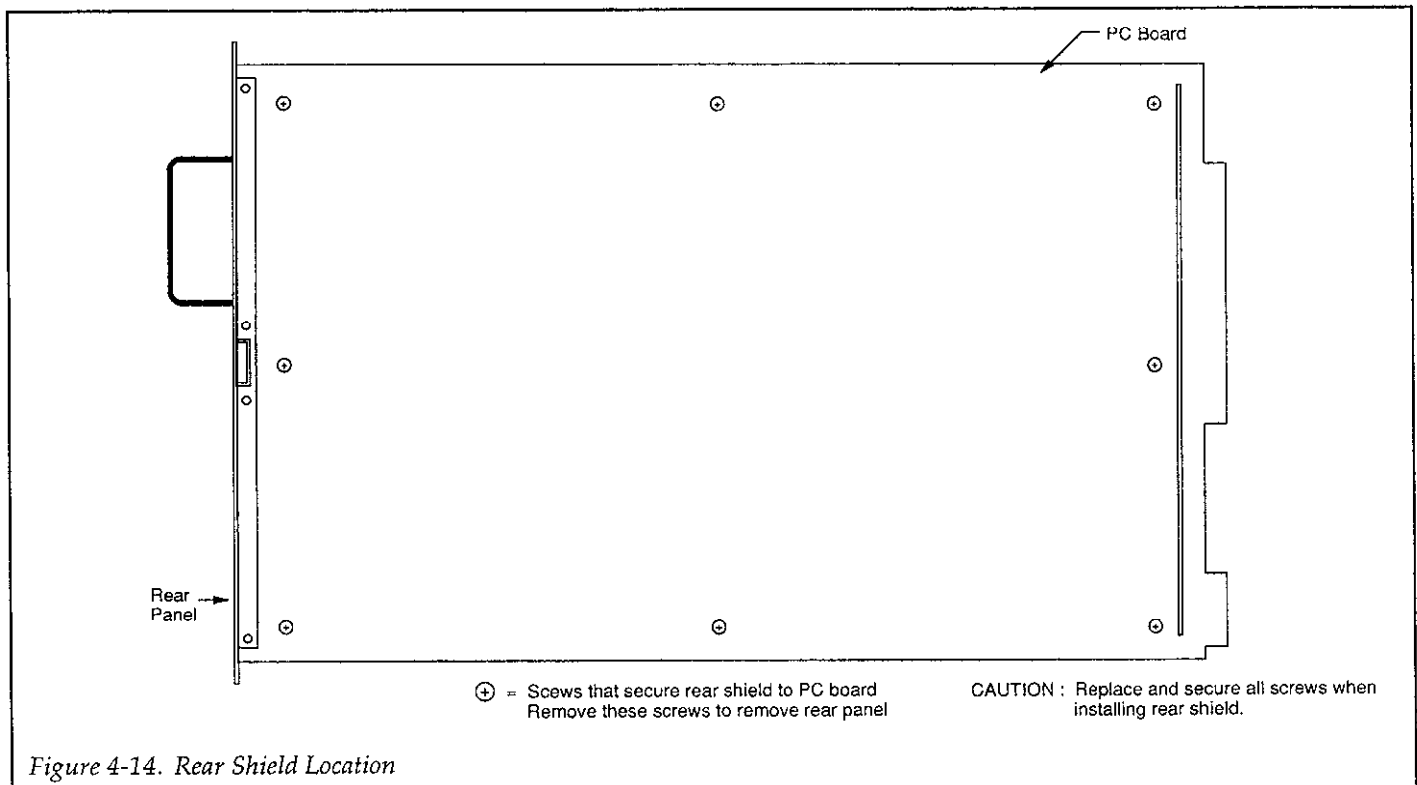 PC Board
Rear
Panel
⊕ = Scews that secure rear shield to PC board
Remove these screws to remove rear panel
CAUTION : Replace and secure all screws when
installing rear shield.
Figure 4-14. Rear Shield Location